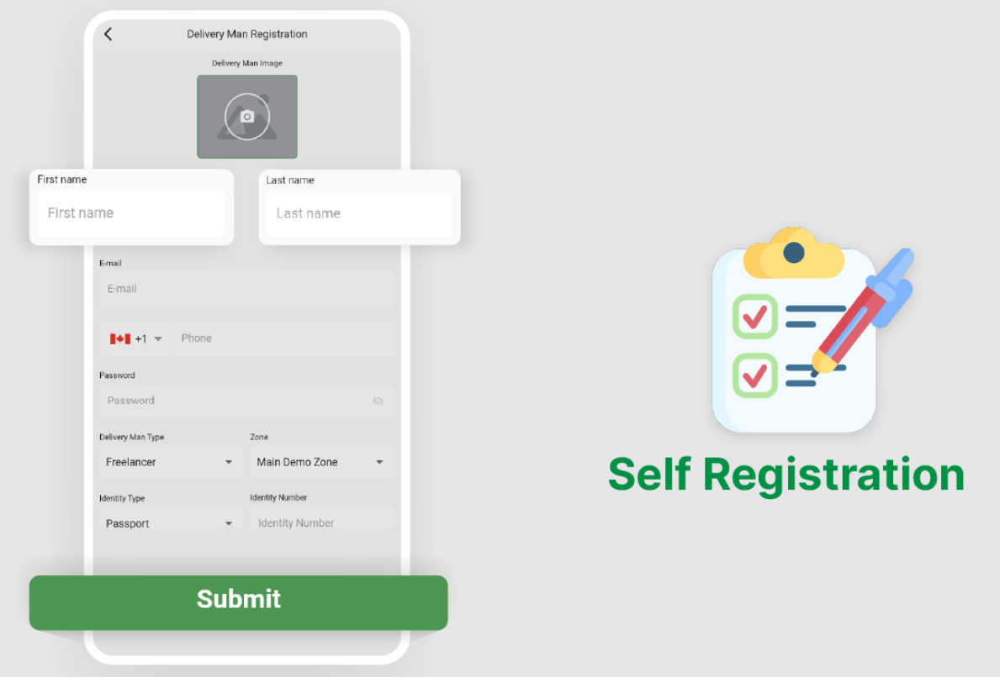 Delivery Man Registration
Delivery Man Image
First name
Last name
First name
Last name
E-mail
E-mail
+1
Phone
Password
Password
Delivery Man Type
Zone
Freelancer
Main Demo Zone
Identity Type
Identity Number
Passport
Identity Number
Submit
Self Registration